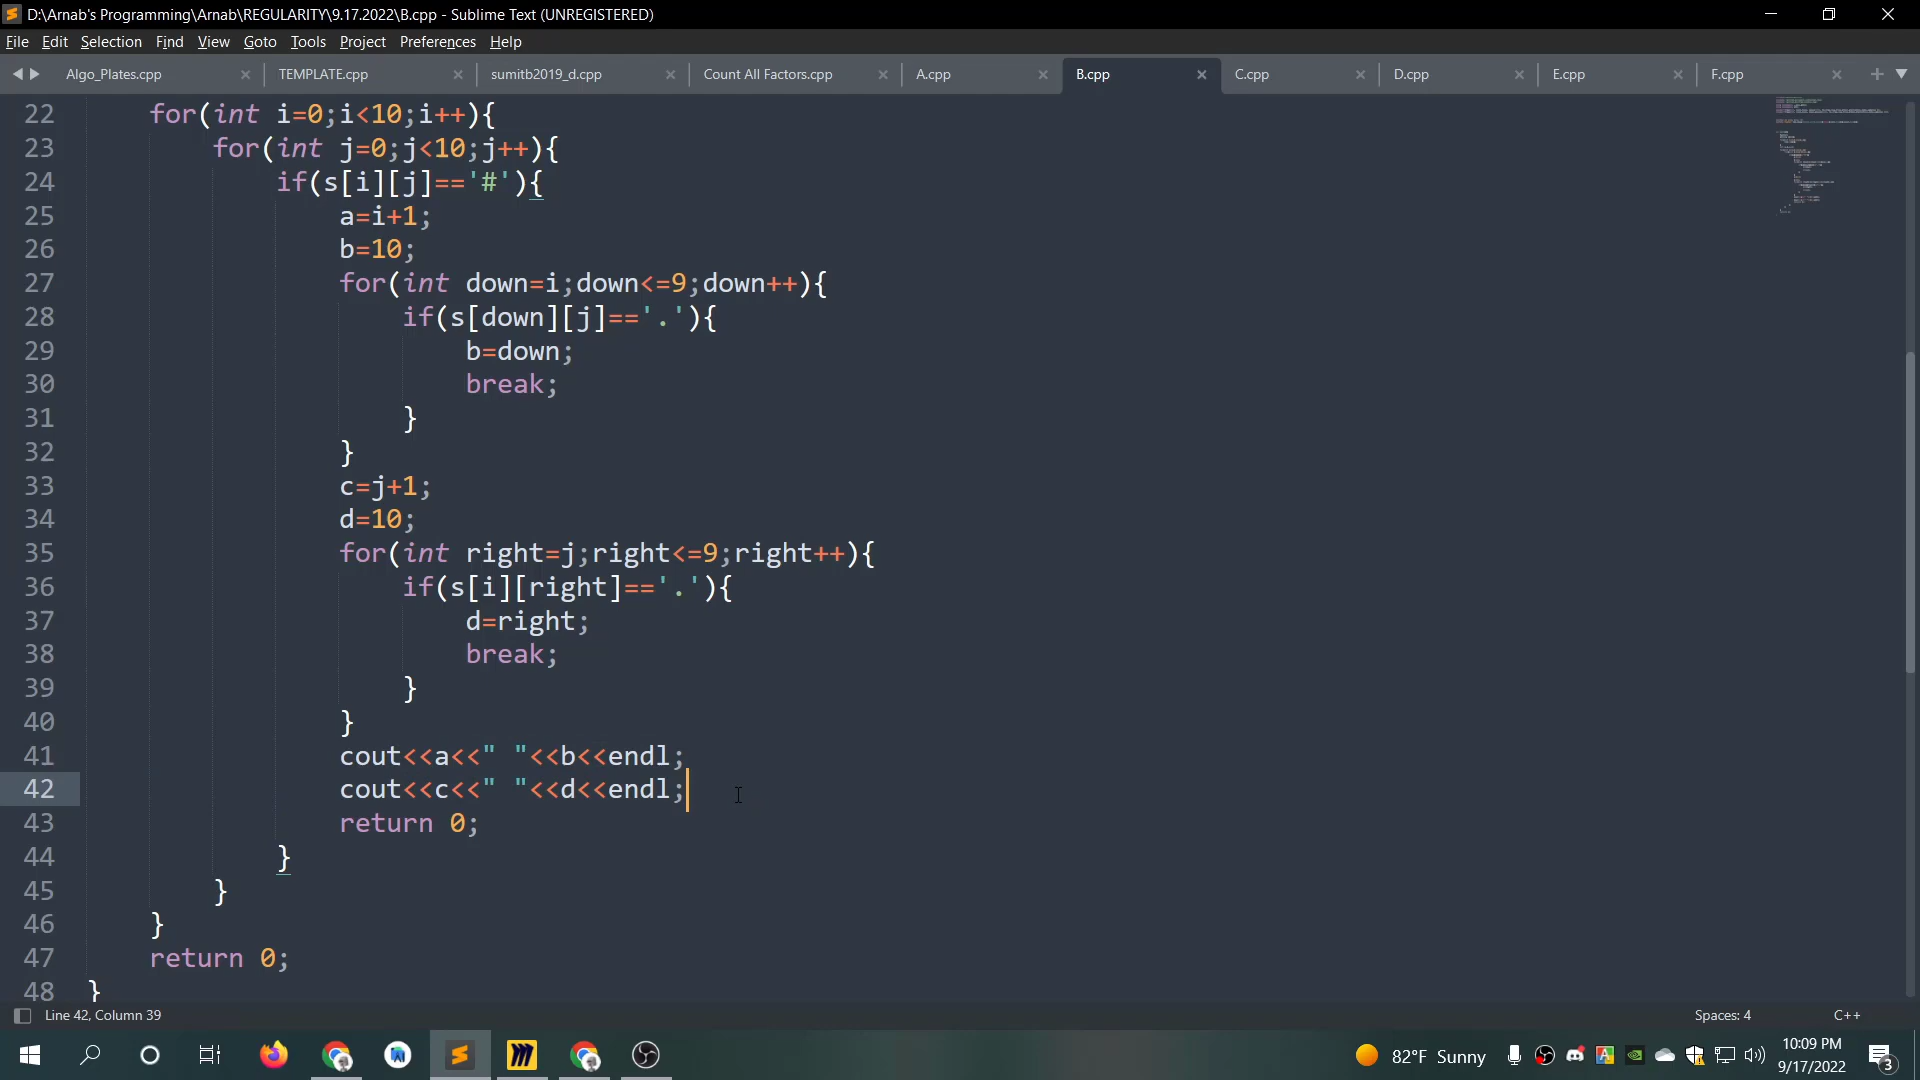 D:\Arnab's Programming\Arnab\REGULARITY\9.17.2022\B.cpp - Sublime Text (UNREGISTERED)
File Edit Selection Find View Goto Tools Project Preferences Help
Algo_Plates.cpp TEMPLATE.cpp sumitb2019_d.cpp Count All Factors.cpp A.cpp B.cpp C.cpp D.cpp E.cpp F.cpp
22 for(int i=0;i<10;i++){
23 for(int j=0;j<10;j++){
24 if(s[i][j]=='#'){
25 a=i+1;
26 b=10;
27 for(int down=i;down<=9;down++){
28 if(s[down][j]=='.'){
29 b=down;
30 break;
31 }
32 }
33 c=j+1;
34 d=10;
35 for(int right=j;right<=9;right++){
36 if(s[i][right]=='.'){
37 d=right;
38 break;
39 }
40 }
41 cout<<a<<" "<<b<<endl;
42 cout<<c<<" "<<d<<endl;
43 return 0;
44 }
45 }
46 }
47 return 0;
48 }
Line 42, Column 39 Spaces: 4 C++
82°F Sunny
10:09 PM
9/17/2022
3